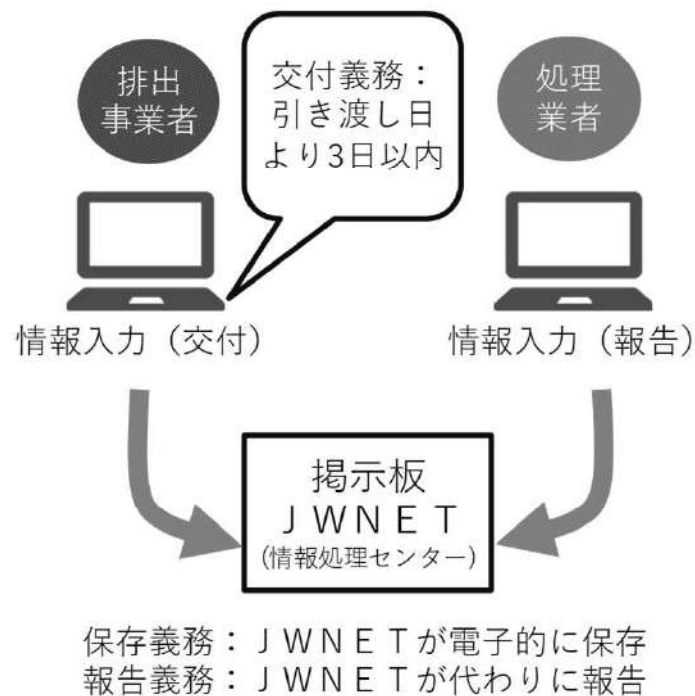 排出
事業者
交付義務：
引き渡し日
より3日以内
処理
業者
情報入力（交付）
情報入力（報告）
掲示板
ＪＷＮＥＴ
(情報処理センター)
保存義務：ＪＷＮＥＴが電子的に保存
報告義務：ＪＷＮＥＴが代わりに報告